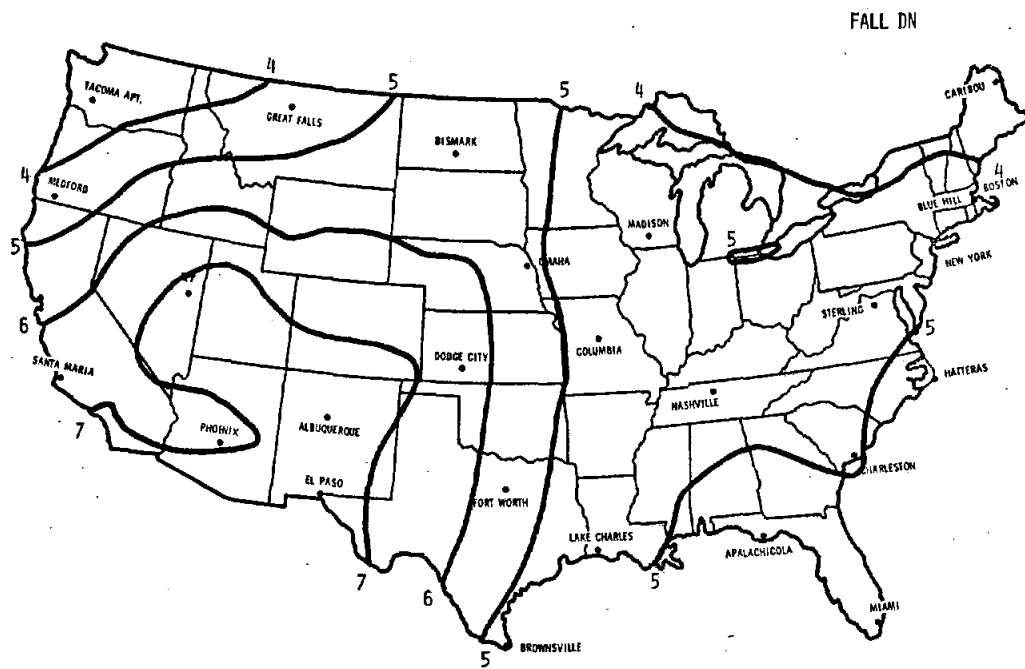 FALL DN
4
5
5
4
CARIBOU
TACOMA APT.
GREAT FALLS
BISMARK
4
MEDFORD
4
BOSTON
BLUE HILL
MADISON
5
5
OMAHA
NEW YORK
6
STERLING
5
SANTA MARIA
DODGE CITY
COLUMBIA
HATTERAS
7
PHOENIX
ALBUQUERQUE
NASHVILLE
CHARLESTON
EL PASO
FORT WORTH
LAKE CHARLES
APALACHICOLA
7
6
5
MIAMI
BROWNSVILLE
5